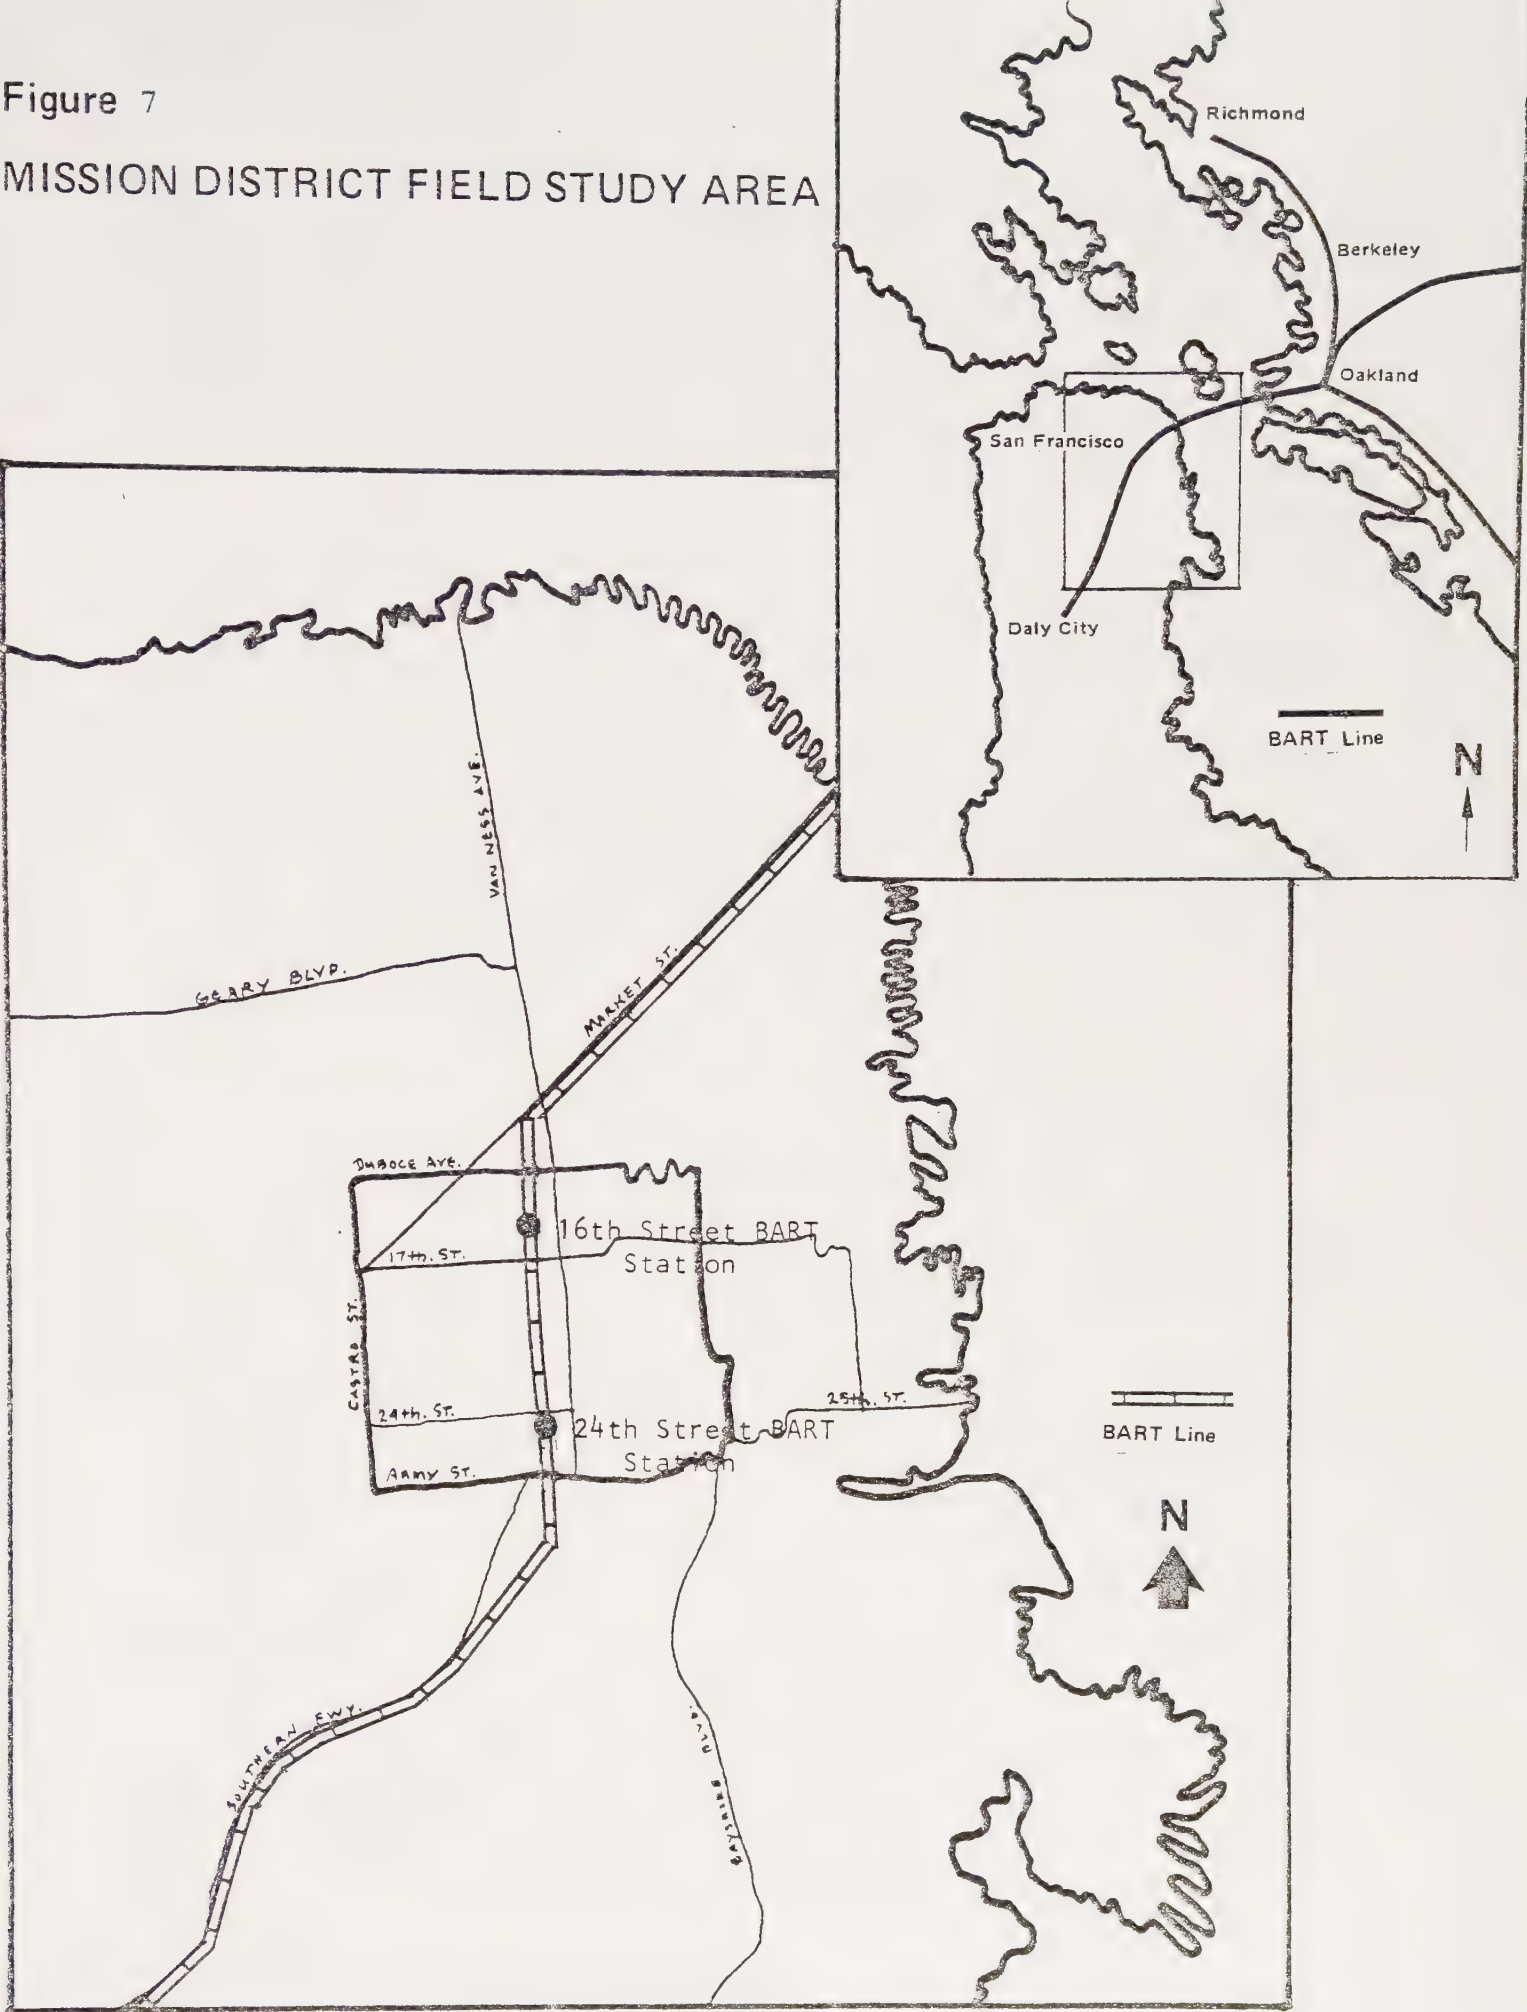 Figure 7
MISSION DISTRICT FIELD STUDY AREA
Richmond
Berkeley
Oakland
San Francisco
Daly City
BART Line
N
VAN NESS AVE.
GEARY BLVD.
MARKET ST.
DUBOCE AVE.
16th Street BART
Station
17th. ST.
CASTRO ST.
24th. ST.
25th. ST.
24th Street BART
Station
ARMY ST.
BART Line
N
SOUTHERN FWY.
BAYSHORE BLVD.